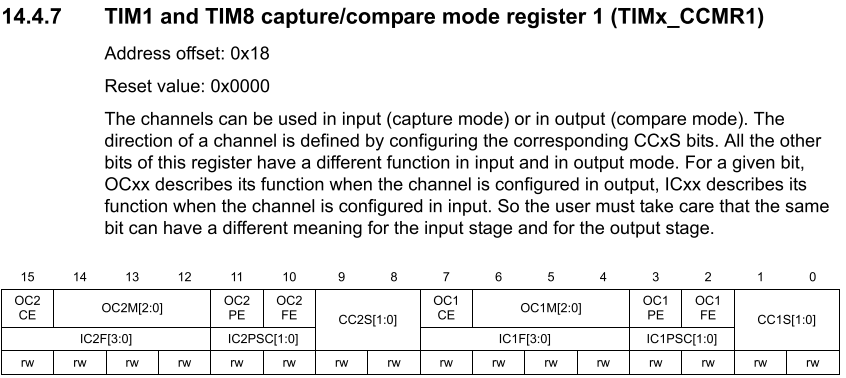 14.4.7 TIM1 and TIM8 capture/compare mode register 1 (TIMx_CCMR1)
Address offset: 0x18
Reset value: 0x0000
The channels can be used in input (capture mode) or in output (compare mode). The
direction of a channel is defined by configuring the corresponding CCxS bits. All the other
bits of this register have a different function in input and in output mode. For a given bit,
OCxx describes its function when the channel is configured in output, ICxx describes its
function when the channel is configured in input. So the user must take care that the same
bit can have a different meaning for the input stage and for the output stage.
15 14 13 12 11 10 9 8 7 6 5 4 3 2 1 0
OC2 CE OC2M[2:0] OC2 PE OC2 FE CC2S[1:0] OC1 CE OC1M[2:0] OC1 PE OC1 FE CC1S[1:0]
IC2F[3:0] IC2PSC[1:0] IC1F[3:0] IC1PSC[1:0]
rw rw rw rw rw rw rw rw rw rw rw rw rw rw rw rw